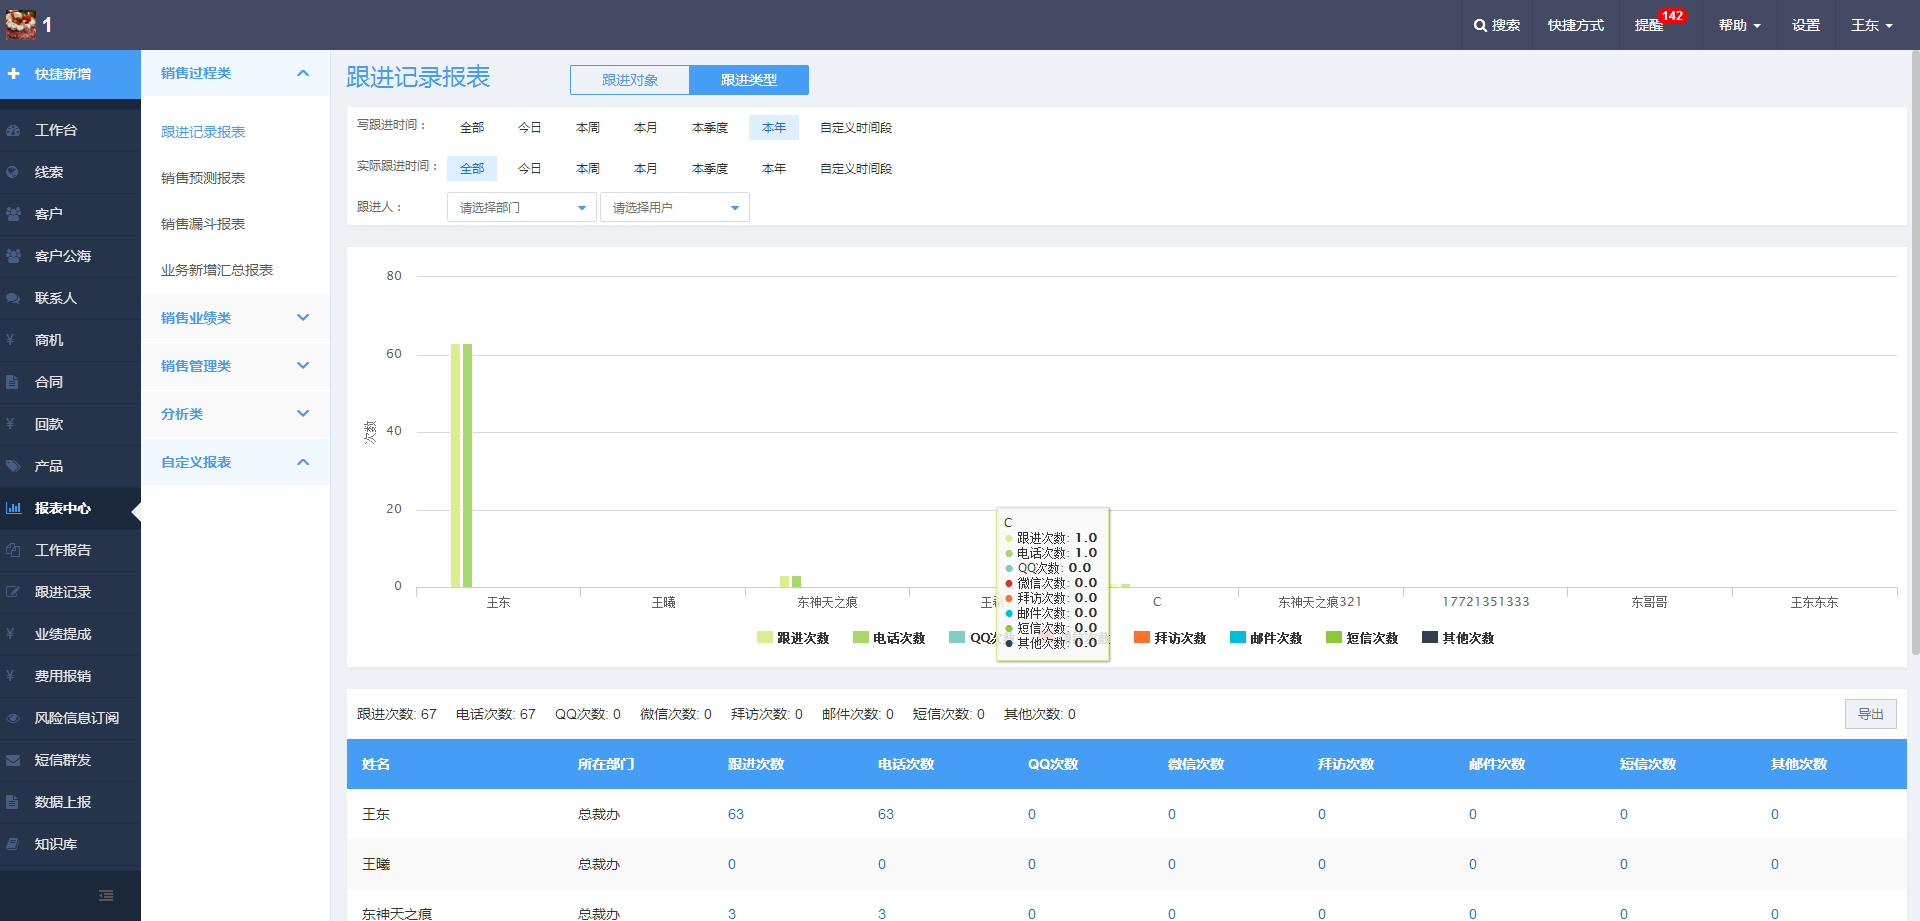 1
搜索
快捷方式
提醒 142
帮助
设置
王东
快捷新增
工作台
线索
客户
客户公海
联系人
商机
合同
回款
产品
报表中心
工作报告
跟进记录
业务提成
费用报销
风险信息订阅
短信群发
数据上报
知识库
销售过程类
跟进记录报表
销售预测报表
销售漏斗报表
业务新增汇总报表
销售业绩类
销售管理类
分析类
自定义报表
跟进记录报表
跟进对象 跟进类型
写跟进时间： 全部 今日 本周 本月 本季度 本年 自定义时间段
实际跟进时间： 全部 今日 本周 本月 本季度 本年 自定义时间段
跟进人： 请选择部门 请选择用户
80
60
40
20
0
次数
王东 王曦 东神天之痕 C 东神天之痕321 17721351333 东哥哥 王东东东
C
跟进次数: 1.0
电话次数: 1.0
QQ次数: 0.0
微信次数: 0.0
拜访次数: 0.0
邮件次数: 0.0
短信次数: 0.0
其他次数: 0.0
跟进次数 电话次数 QQ次 拜访次数 邮件次数 短信次数 其他次数
跟进次数: 67 电话次数: 67 QQ次数: 0 微信次数: 0 拜访次数: 0 邮件次数: 0 短信次数: 0 其他次数: 0
导出
姓名 所在部门 跟进次数 电话次数 QQ次数 微信次数 拜访次数 邮件次数 短信次数 其他次数
王东 总裁办 63 63 0 0 0 0 0 0
王曦 总裁办 0 0 0 0 0 0 0 0
东神天之痕 总裁办 3 3 0 0 0 0 0 0